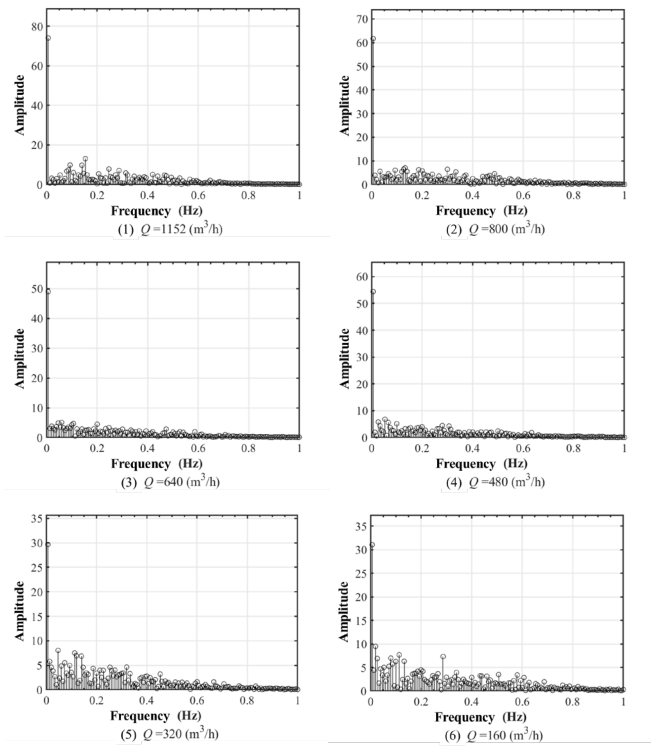 80
60
40
20
0
Amplitude
0 0.2 0.4 0.6 0.8 1
Frequency (Hz)
(1) Q =1152 (m³/h)
70
60
50
40
30
20
10
0
Amplitude
0 0.2 0.4 0.6 0.8 1
Frequency (Hz)
(2) Q =800 (m³/h)
50
40
30
20
10
0
Amplitude
0 0.2 0.4 0.6 0.8 1
Frequency (Hz)
(3) Q =640 (m³/h)
60
50
40
30
20
10
0
Amplitude
0 0.2 0.4 0.6 0.8 1
Frequency (Hz)
(4) Q =480 (m³/h)
35
30
25
20
15
10
5
0
Amplitude
0 0.2 0.4 0.6 0.8 1
Frequency (Hz)
(5) Q =320 (m³/h)
35
30
25
20
15
10
5
0
Amplitude
0 0.2 0.4 0.6 0.8 1
Frequency (Hz)
(6) Q =160 (m³/h)